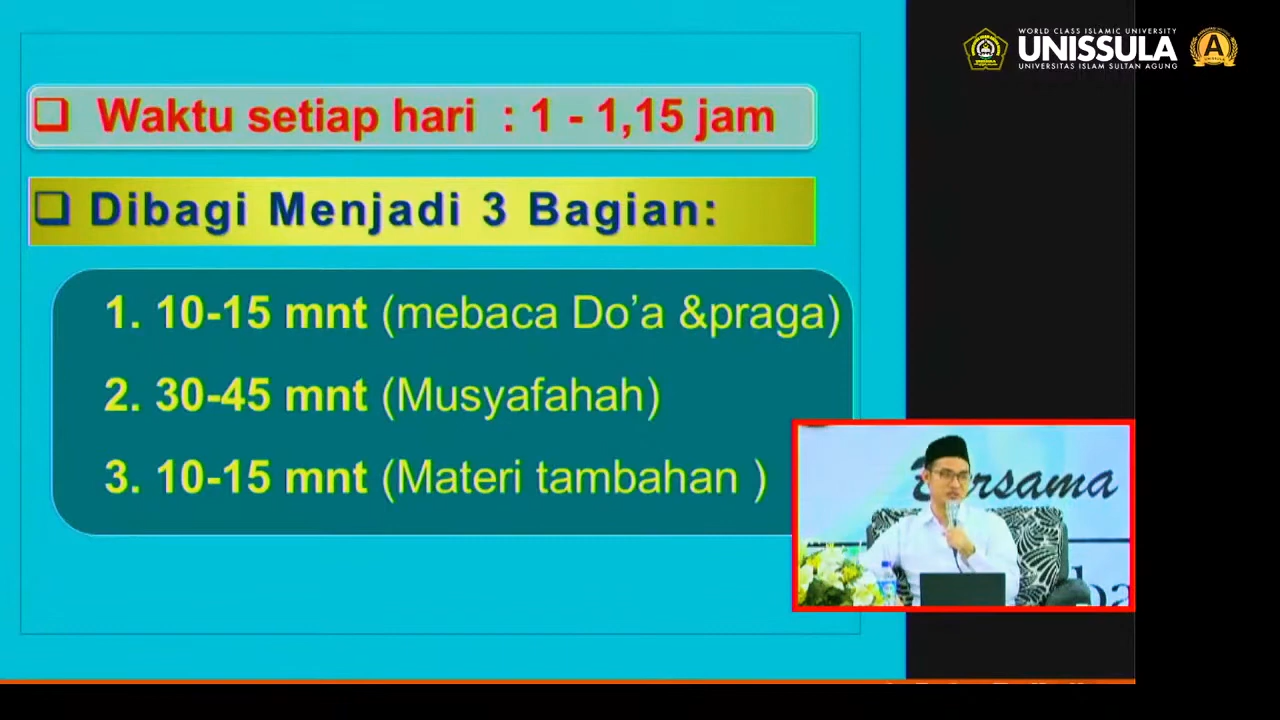 WORLD CLASS ISLAMIC UNIVERSITY
UNISSULA
UNIVERSITAS ISLAM SULTAN AGUNG
A
Waktu setiap hari : 1 - 1,15 jam
Dibagi Menjadi 3 Bagian:
1. 10-15 mnt (mebaca Do'a &praga)
2. 30-45 mnt (Musyafahah)
3. 10-15 mnt (Materi tambahan )
Bersama
ba